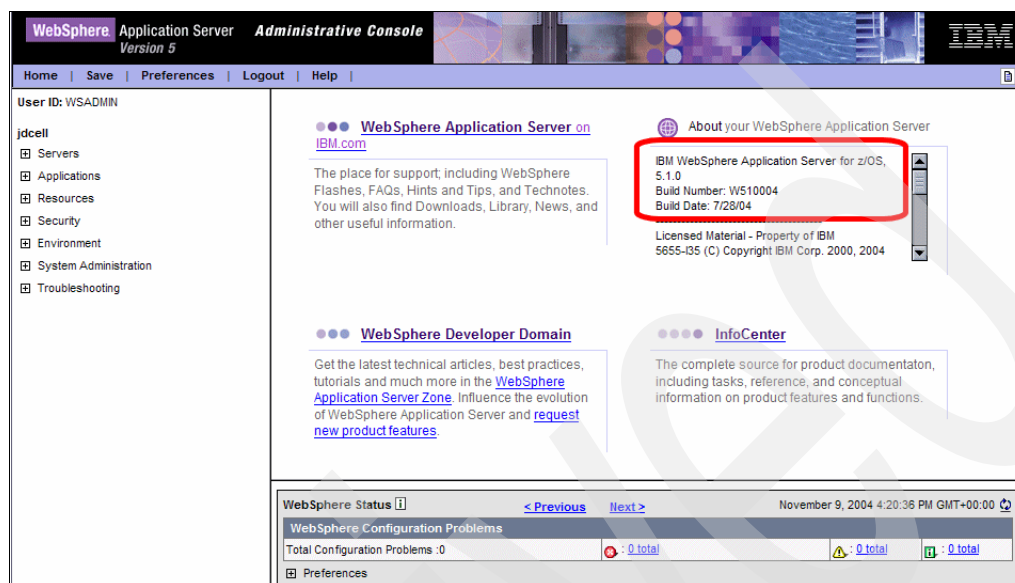 WebSphere Application Server Administrative Console
Version 5
IBM
Home | Save | Preferences | Logout | Help |
User ID: WSADMIN
jdcell
Servers
Applications
Resources
Security
Environment
System Administration
Troubleshooting
WebSphere Application Server on
IBM.com
The place for support; including WebSphere
Flashes, FAQs, Hints and Tips, and Technotes.
You will also find Downloads, Library, News, and
other useful information.
About your WebSphere Application Server
IBM WebSphere Application Server for z/OS,
5.1.0
Build Number: W510004
Build Date: 7/28/04
----------------------------------------
Licensed Material - Property of IBM
5655-I35 (C) Copyright IBM Corp. 2000, 2004
WebSphere Developer Domain
Get the latest technical articles, best practices,
tutorials and much more in the WebSphere
Application Server Zone. Influence the evolution
of WebSphere Application Server and request
new product features.
InfoCenter
The complete source for product documentaton,
including tasks, reference, and conceptual
information on product features and functions.
WebSphere Status i < Previous Next > November 9, 2004 4:20:36 PM GMT+00:00
WebSphere Configuration Problems
Total Configuration Problems :0 : 0 total : 0 total : 0 total
Preferences